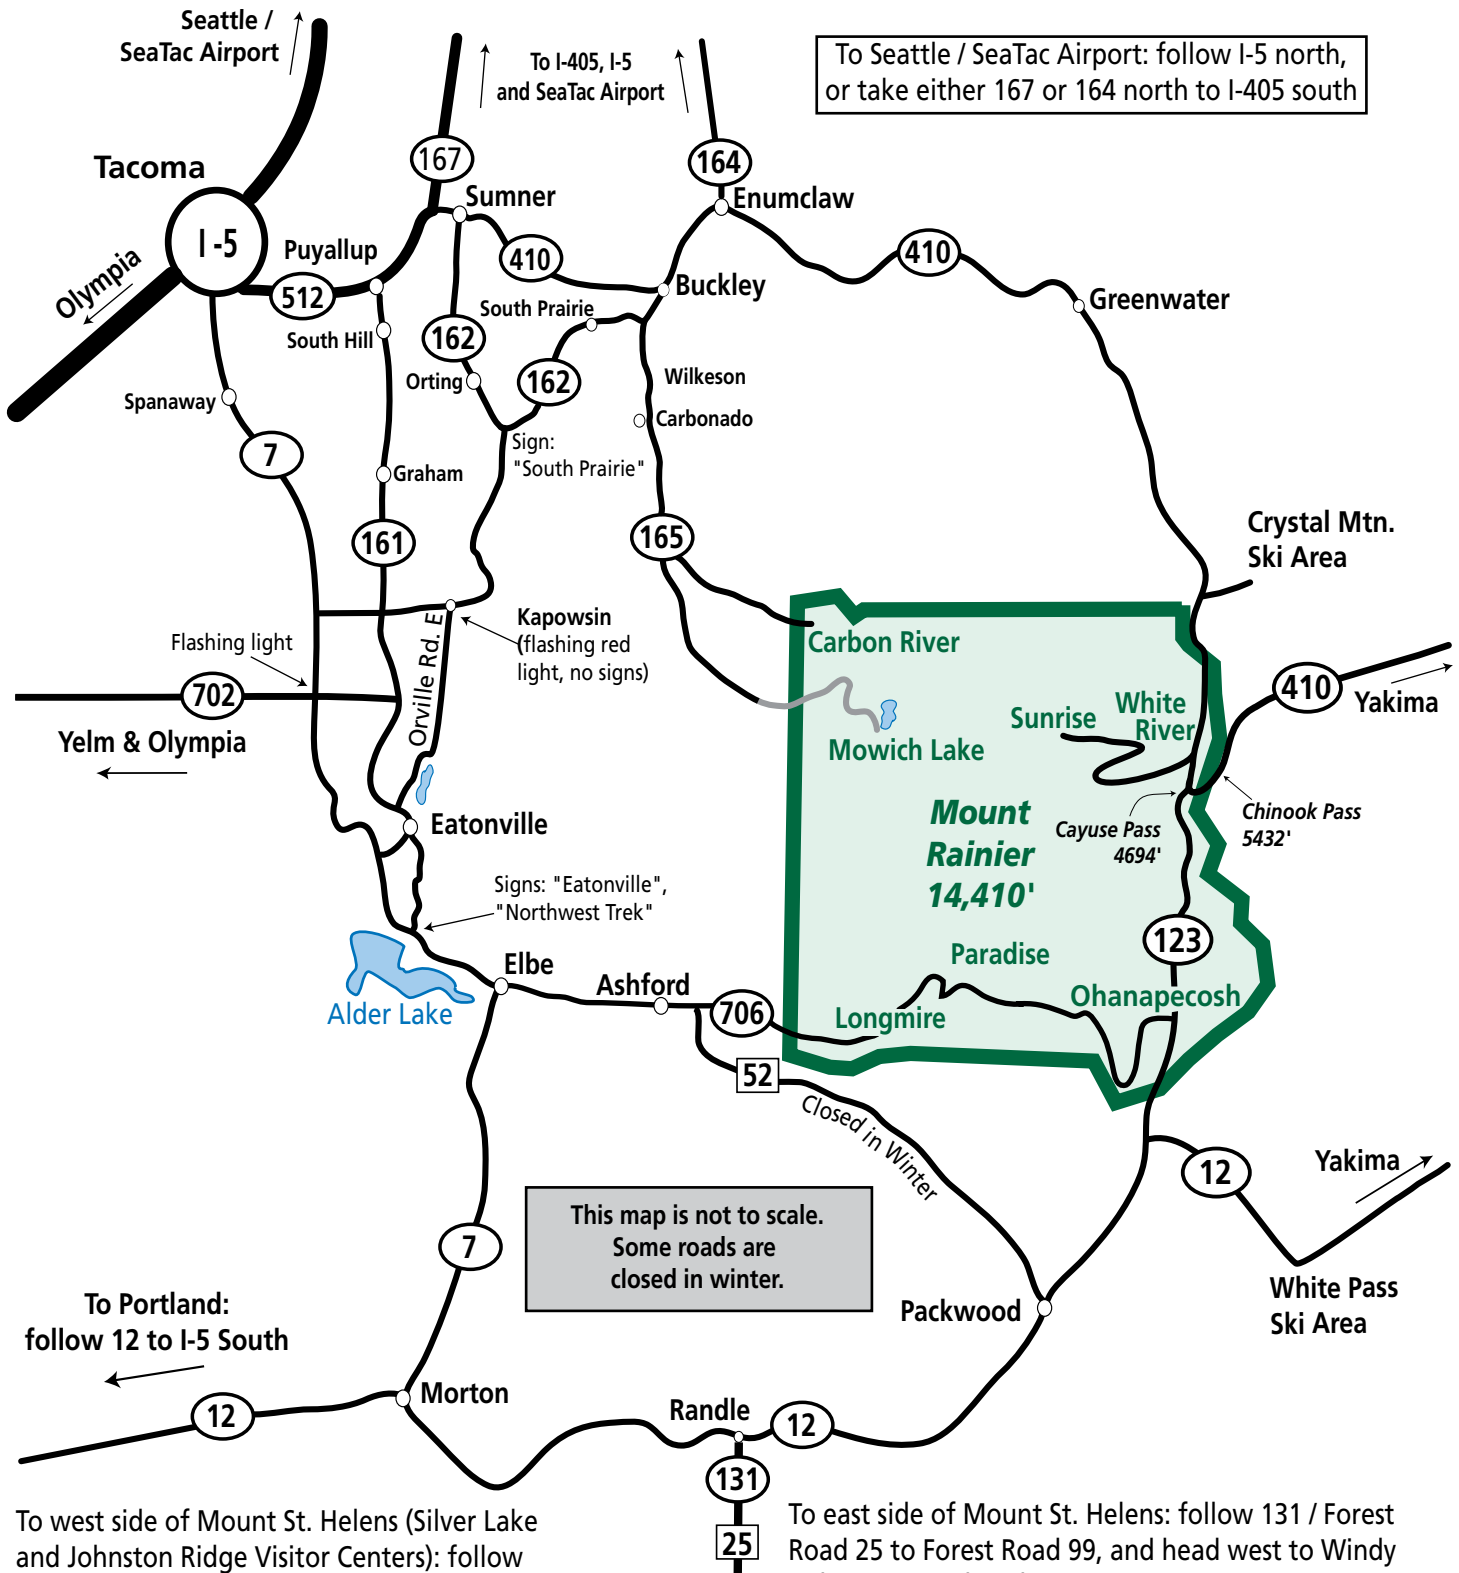 Seattle /
SeaTac Airport
To I-405, I-5
and SeaTac Airport
To Seattle / SeaTac Airport: follow I-5 north,
or take either 167 or 164 north to I-405 south
Tacoma
167
164
Sumner
Enumclaw
I-5
Puyallup
410
410
Olympia
512
Buckley
Greenwater
South Prairie
South Hill
162
Orting
162
Wilkeson
Spanaway
Carbonado
Sign:
"South Prairie"
7
Graham
161
165
Crystal Mtn.
Ski Area
Kapowsin
(flashing red
light, no signs)
Flashing light
Orville Rd. E
Carbon River
702
Yelm & Olympia
410
Yakima
Sunrise
White
River
Mowich Lake
Mount
Rainier
14,410'
Cayuse Pass
4694'
Chinook Pass
5432'
Eatonville
Signs: "Eatonville",
"Northwest Trek"
123
Paradise
Elbe
Ashford
Ohanapecosh
Alder Lake
706
Longmire
52
Closed in Winter
12
Yakima
This map is not to scale.
Some roads are
closed in winter.
7
White Pass
Ski Area
To Portland:
follow 12 to I-5 South
Packwood
Morton
12
Randle
12
131
25
To west side of Mount St. Helens (Silver Lake
and Johnston Ridge Visitor Centers): follow
To east side of Mount St. Helens: follow 131 / Forest
Road 25 to Forest Road 99, and head west to Windy